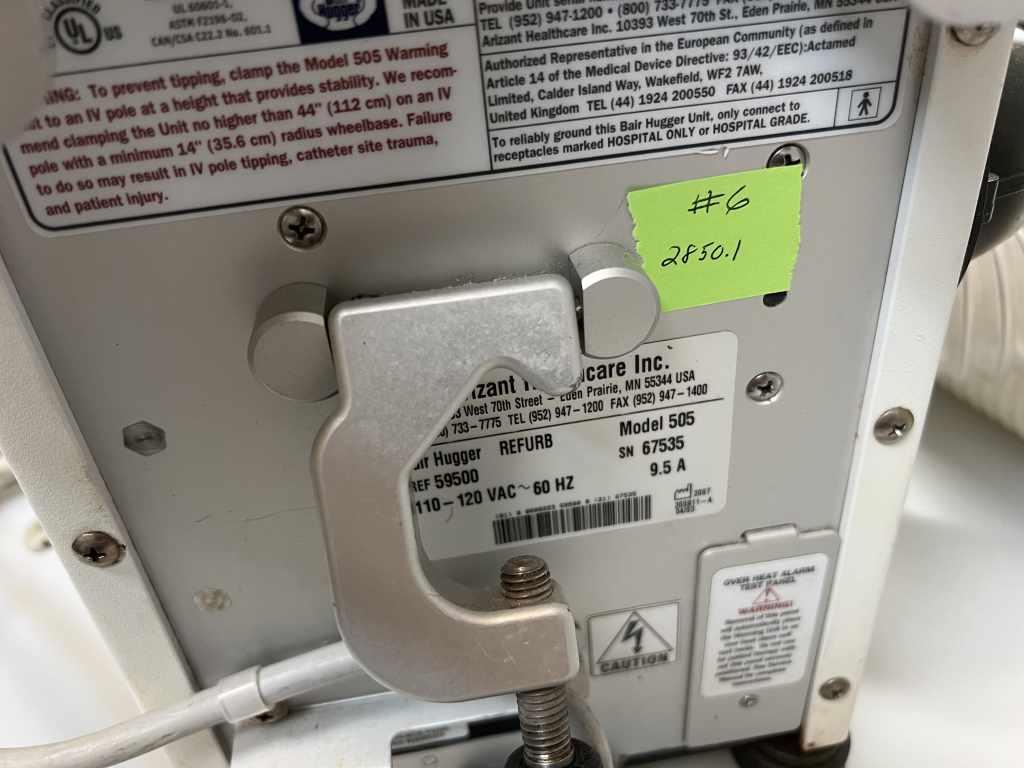 UL 60601-1,
ASTM F2196-02,
CAN/CSA C22.2 No. 601.1
UL
US
Hugger
MADE
IN USA
To prevent tipping, clamp the Model 505 Warming
to an IV pole at a height that provides stability. We recom-
mend clamping the Unit no higher than 44" (112 cm) on an IV
pole with a minimum 14" (35.6 cm) radius wheelbase. Failure
to do so may result in IV pole tipping, catheter site trauma,
and patient injury.
Provide Unit serial
TEL (952) 947-1200 • (800) 733-7775
Arizant Healthcare Inc. 10393 West 70th St., Eden Prairie, MN 55344
Authorized Representative in the European Community (as defined in
Article 14 of the Medical Device Directive: 93/42/EEC):Actamed
Limited, Calder Island Way, Wakefield, WF2 7AW,
United Kingdom TEL (44) 1924 200550 FAX (44) 1924 200518
To reliably ground this Bair Hugger Unit, only connect to
receptacles marked HOSPITAL ONLY or HOSPITAL GRADE.
#6
2850.1
Inc.
West 70th Street – Eden Prairie, MN 55344 USA
733–7775 TEL (952) 947–1200 FAX (952) 947–1400
Hugger REFURB Model 505
REF 59500 SN 67535
110–120 VAC~60 HZ 9.5 A
2007
CAUTION
OVER HEAT ALARM
TEST PANEL
WARNING!
Removal of this panel